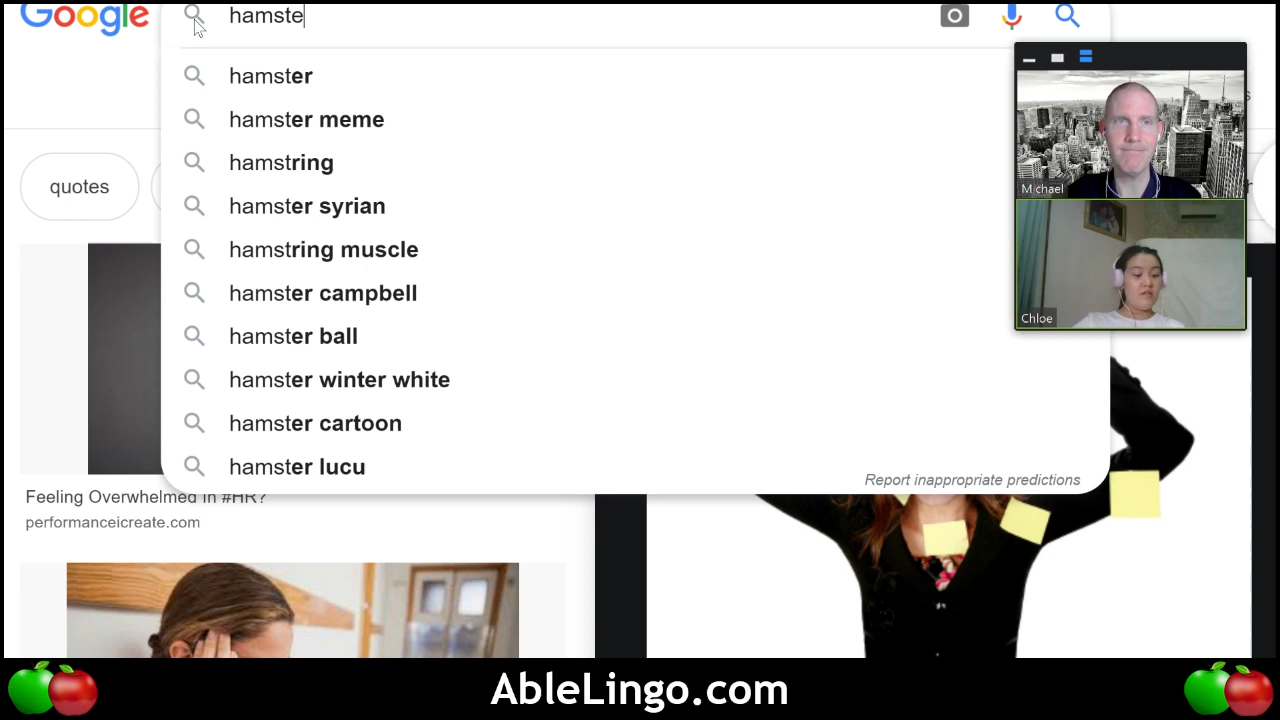 Google
hamste
hamster
hamster meme
hamstring
hamster syrian
hamstring muscle
hamster campbell
hamster ball
hamster winter white
hamster cartoon
hamster lucu
Report inappropriate predictions
quotes
Michael
Chloe
Feeling Overwhelmed in #HR?
performanceicreate.com
AbleLingo.com